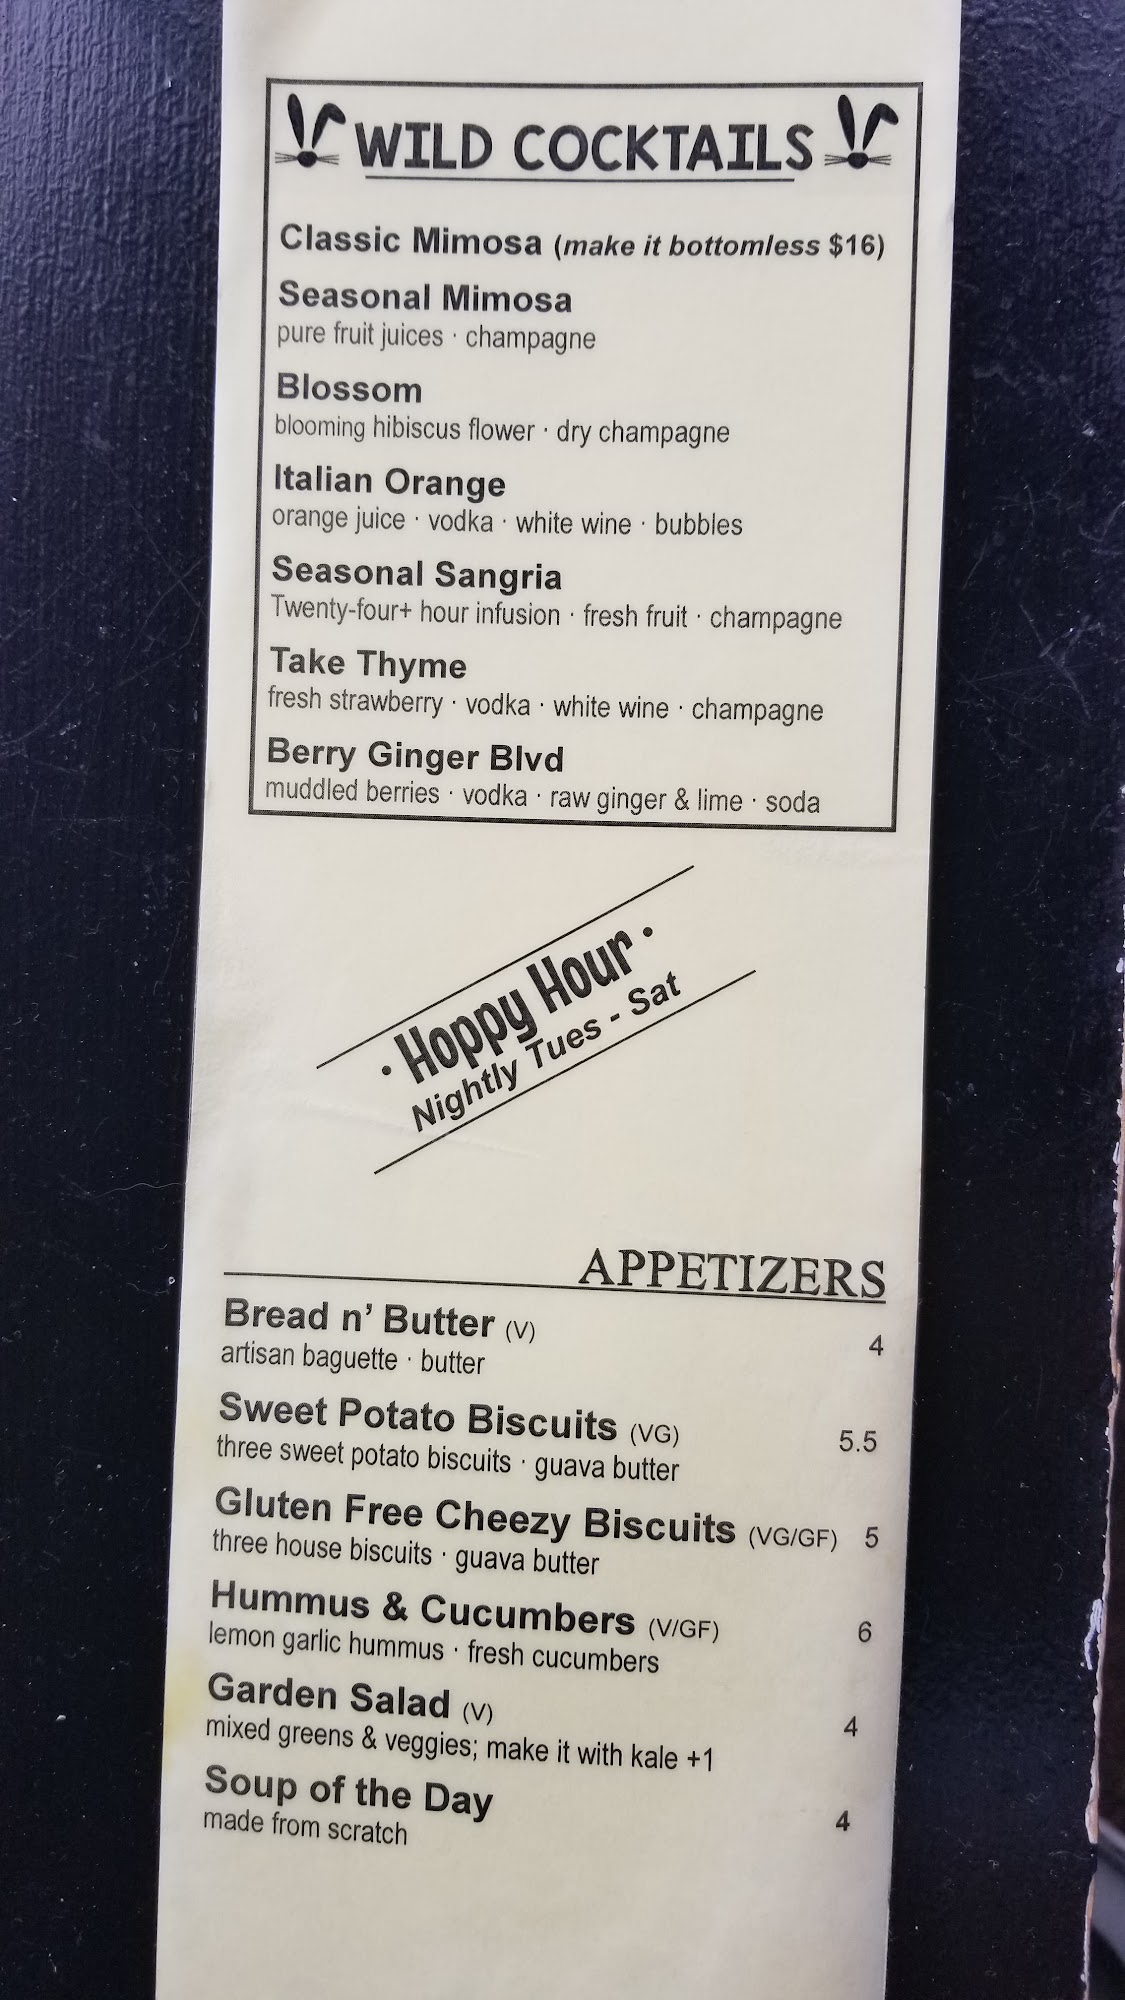 WILD COCKTAILS
Classic Mimosa (make it bottomless $16)
Seasonal Mimosa
pure fruit juices · champagne
Blossom
blooming hibiscus flower · dry champagne
Italian Orange
orange juice · vodka · white wine · bubbles
Seasonal Sangria
Twenty-four+ hour infusion · fresh fruit · champagne
Take Thyme
fresh strawberry · vodka · white wine · champagne
Berry Ginger Blvd
muddled berries · vodka · raw ginger & lime · soda
· Hoppy Hour ·
Nightly Tues - Sat
APPETIZERS
Bread n’ Butter (V) 4
artisan baguette · butter
Sweet Potato Biscuits (VG) 5.5
three sweet potato biscuits · guava butter
Gluten Free Cheezy Biscuits (VG/GF) 5
three house biscuits · guava butter
Hummus & Cucumbers (V/GF) 6
lemon garlic hummus · fresh cucumbers
Garden Salad (V) 4
mixed greens & veggies; make it with kale +1
Soup of the Day 4
made from scratch